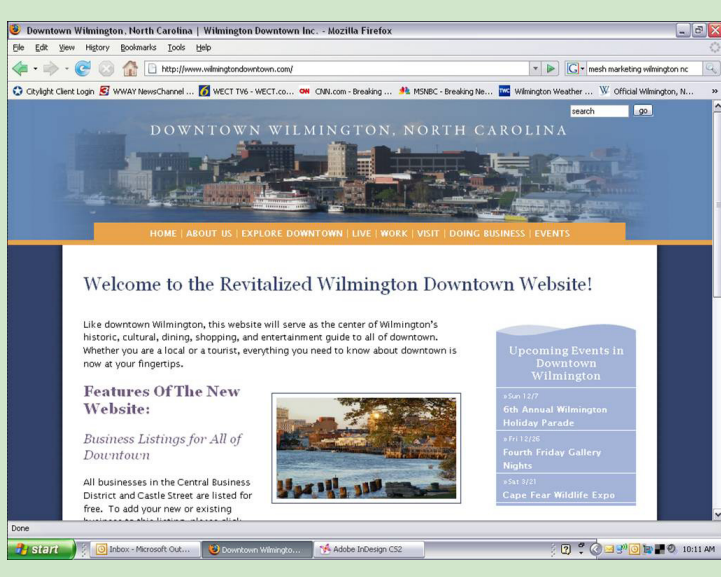 Downtown Wilmington, North Carolina | Wilmington Downtown Inc. - Mozilla Firefox
File Edit View History Bookmarks Tools Help
http://www.wilmingtondowntown.com/
mesh marketing wilmington nc
Citylight Client Login WWAY NewsChannel ... WECT TV6 - WECT.co... CNN.com - Breaking ... MSNBC - Breaking Ne... TWC Wilmington Weather ... W Official Wilmington, N... »
search go
DOWNTOWN WILMINGTON, NORTH CAROLINA
HOME | ABOUT US | EXPLORE DOWNTOWN | LIVE | WORK | VISIT | DOING BUSINESS | EVENTS
Welcome to the Revitalized Wilmington Downtown Website!
Like downtown Wilmington, this website will serve as the center of Wilmington's
historic, cultural, dining, shopping, and entertainment guide to all of downtown.
Whether you are a local or a tourist, everything you need to know about downtown is
now at your fingertips.
Features Of The New
Website:
Business Listings for All of
Downtown
All businesses in the Central Business
District and Castle Street are listed for
free. To add your new or existing
business to this listing, please click
Upcoming Events in
Downtown
Wilmington
» Sun 12/7
6th Annual Wilmington
Holiday Parade
» Fri 12/26
Fourth Friday Gallery
Nights
» Sat 3/21
Cape Fear Wildlife Expo
Done
start Inbox - Microsoft Out... Downtown Wilmingto... Adobe InDesign CS2 10:11 AM